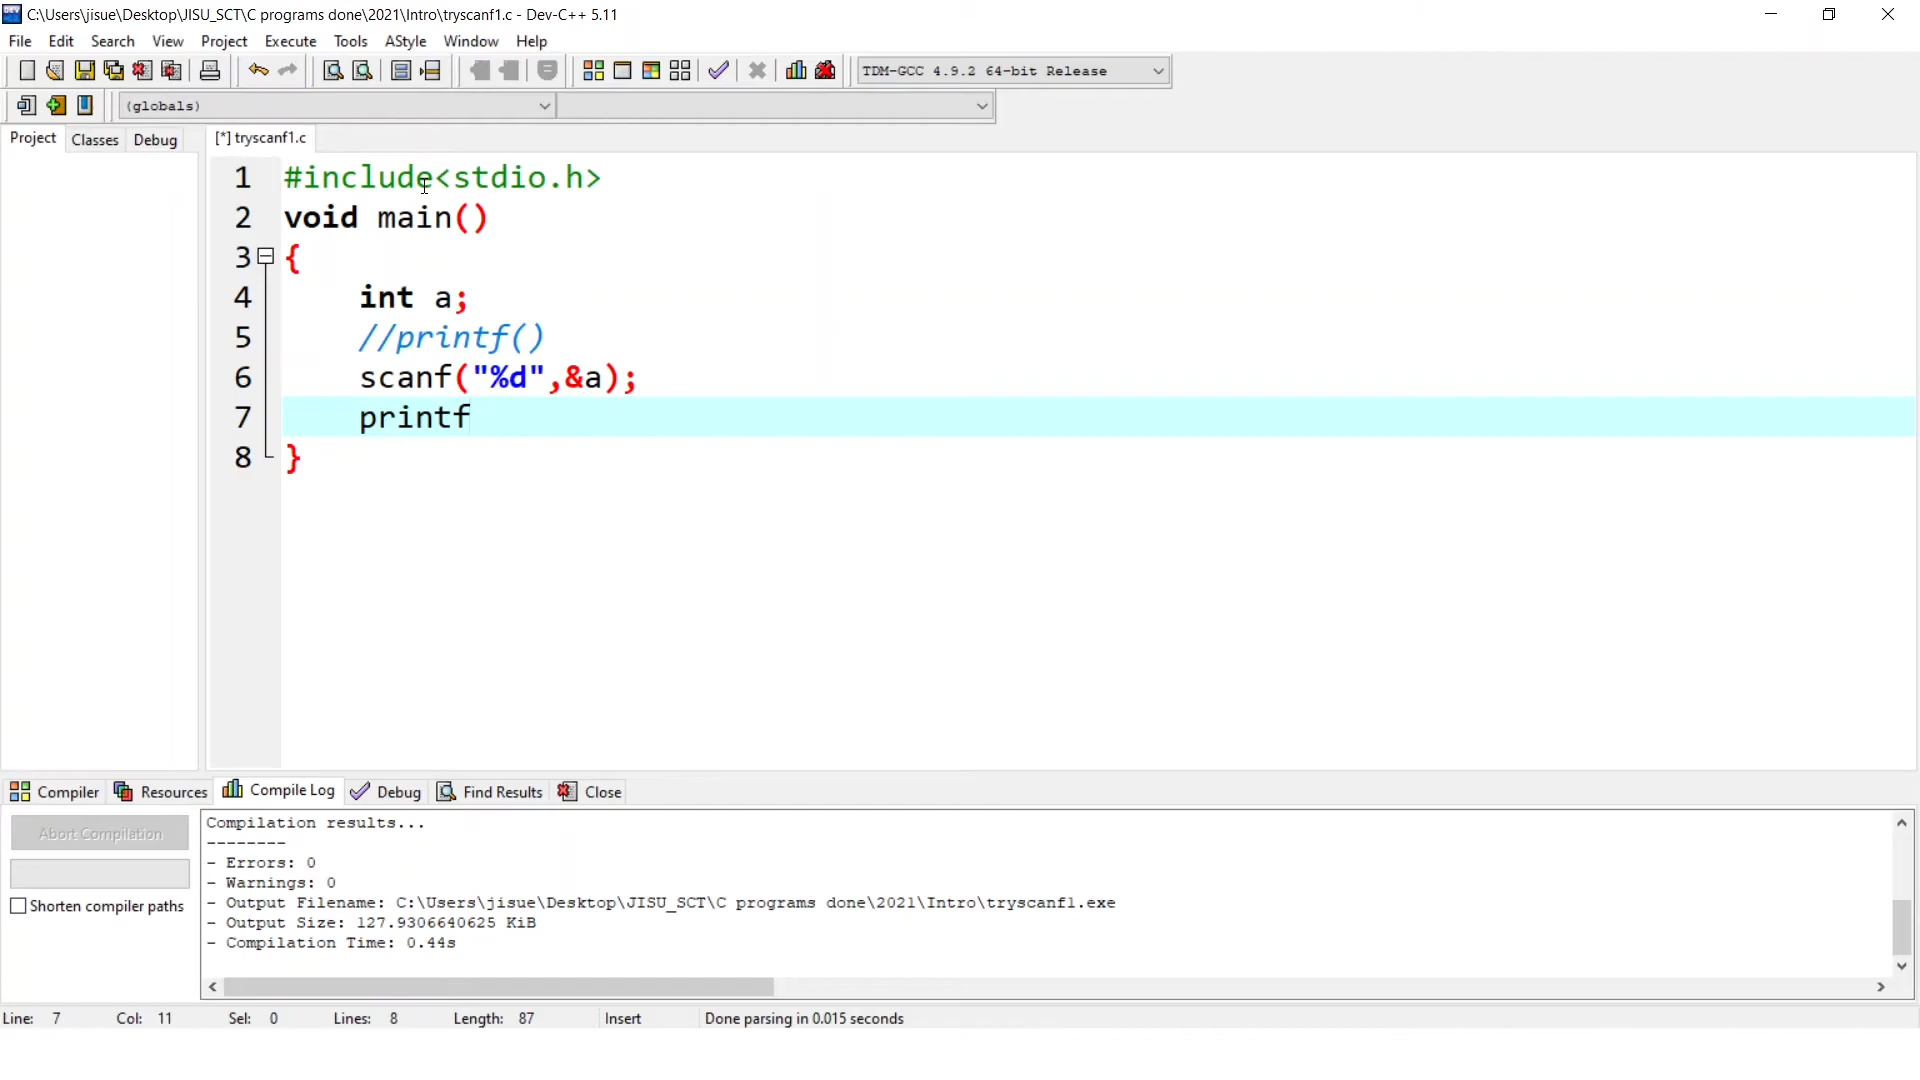 C:\Users\jisue\Desktop\JISU_SCT\C programs done\2021\Intro\tryscanf1.c - Dev-C++ 5.11
File Edit Search View Project Execute Tools AStyle Window Help
TDM-GCC 4.9.2 64-bit Release
(globals)
Project Classes Debug [*] tryscanf1.c
1 #include<stdio.h>
2 void main()
3 {
4 int a;
5 //printf()
6 scanf("%d",&a);
7 printf
8 }
Compiler Resources Compile Log Debug Find Results Close
Abort Compilation
Shorten compiler paths
Compilation results...
--------
- Errors: 0
- Warnings: 0
- Output Filename: C:\Users\jisue\Desktop\JISU_SCT\C programs done\2021\Intro\tryscanf1.exe
- Output Size: 127.9306640625 KiB
- Compilation Time: 0.44s
Line: 7 Col: 11 Sel: 0 Lines: 8 Length: 87 Insert Done parsing in 0.015 seconds